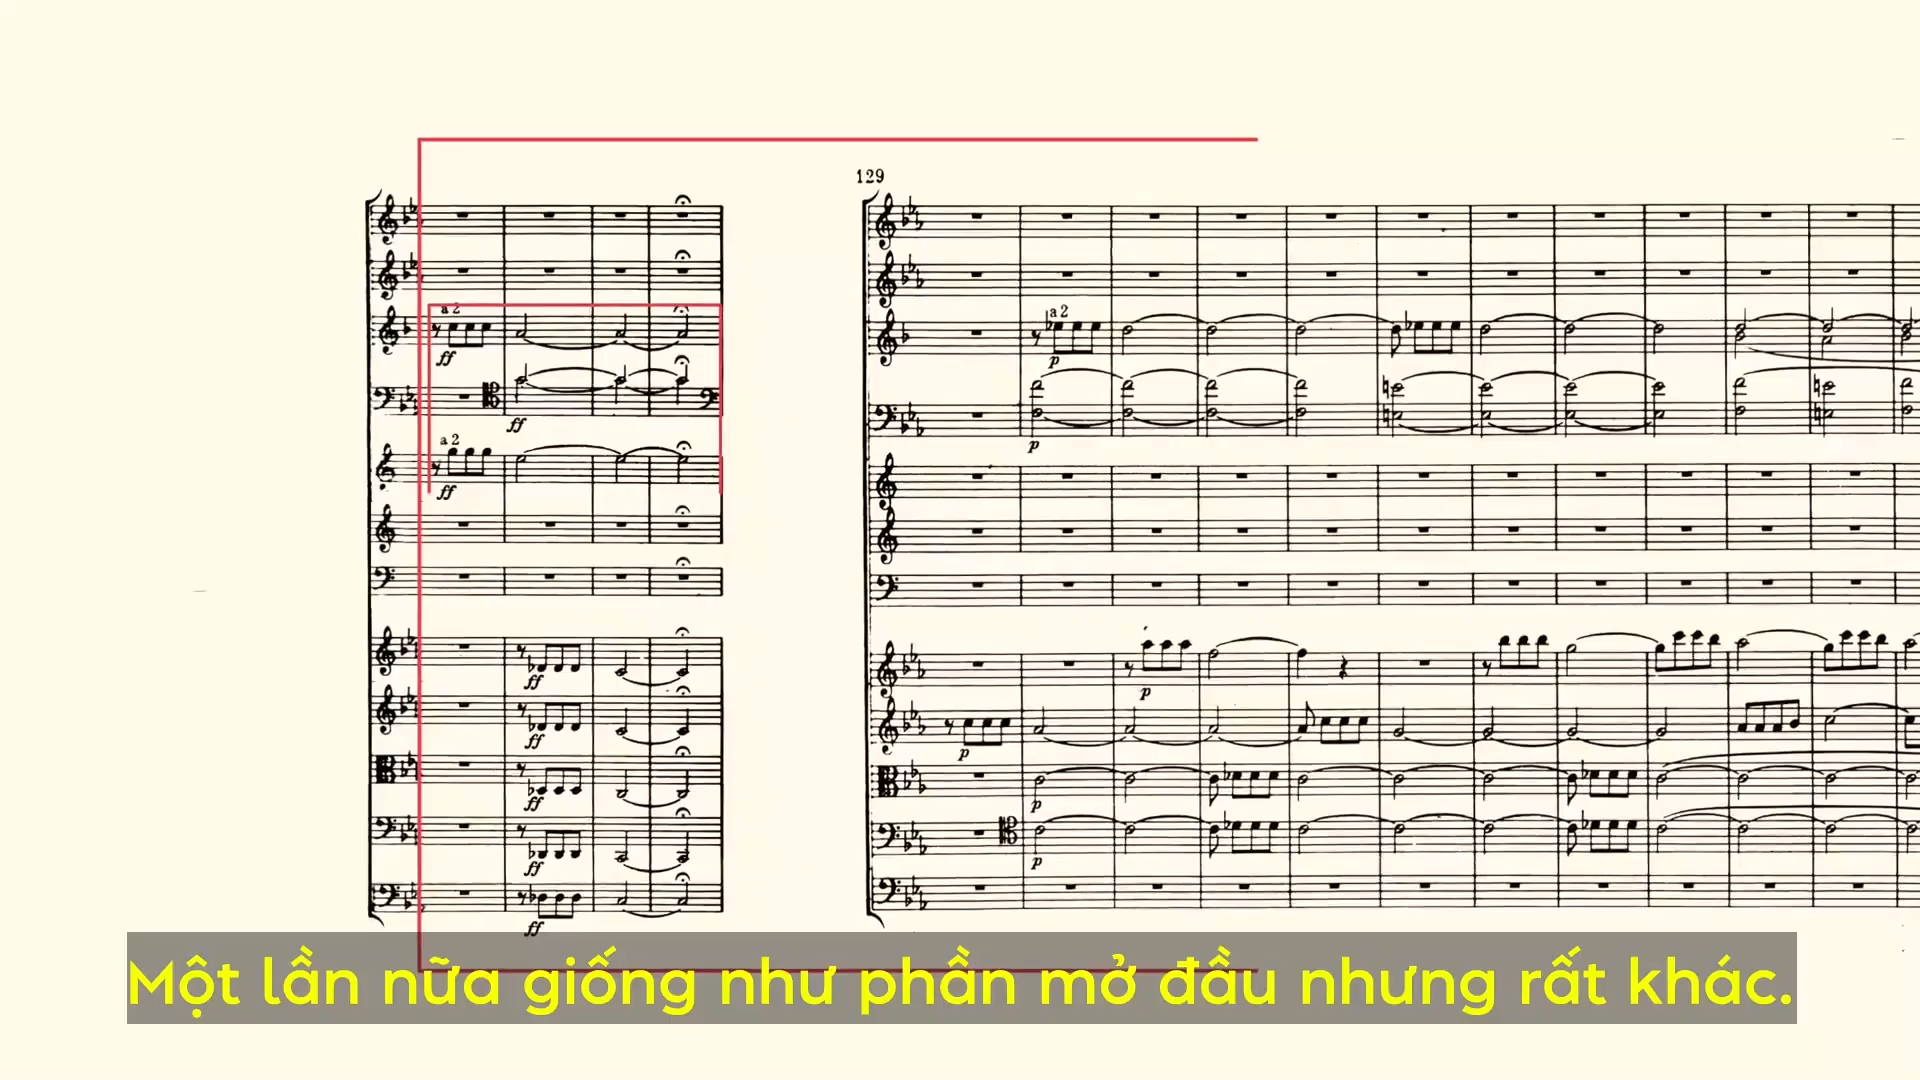 129
a 2
a 2
ff
p
ff
p
a 2
ff
ff
p
ff
p
ff
p
ff
p
ff
Một lần nữa giống như phần mở đầu nhưng rất khác.